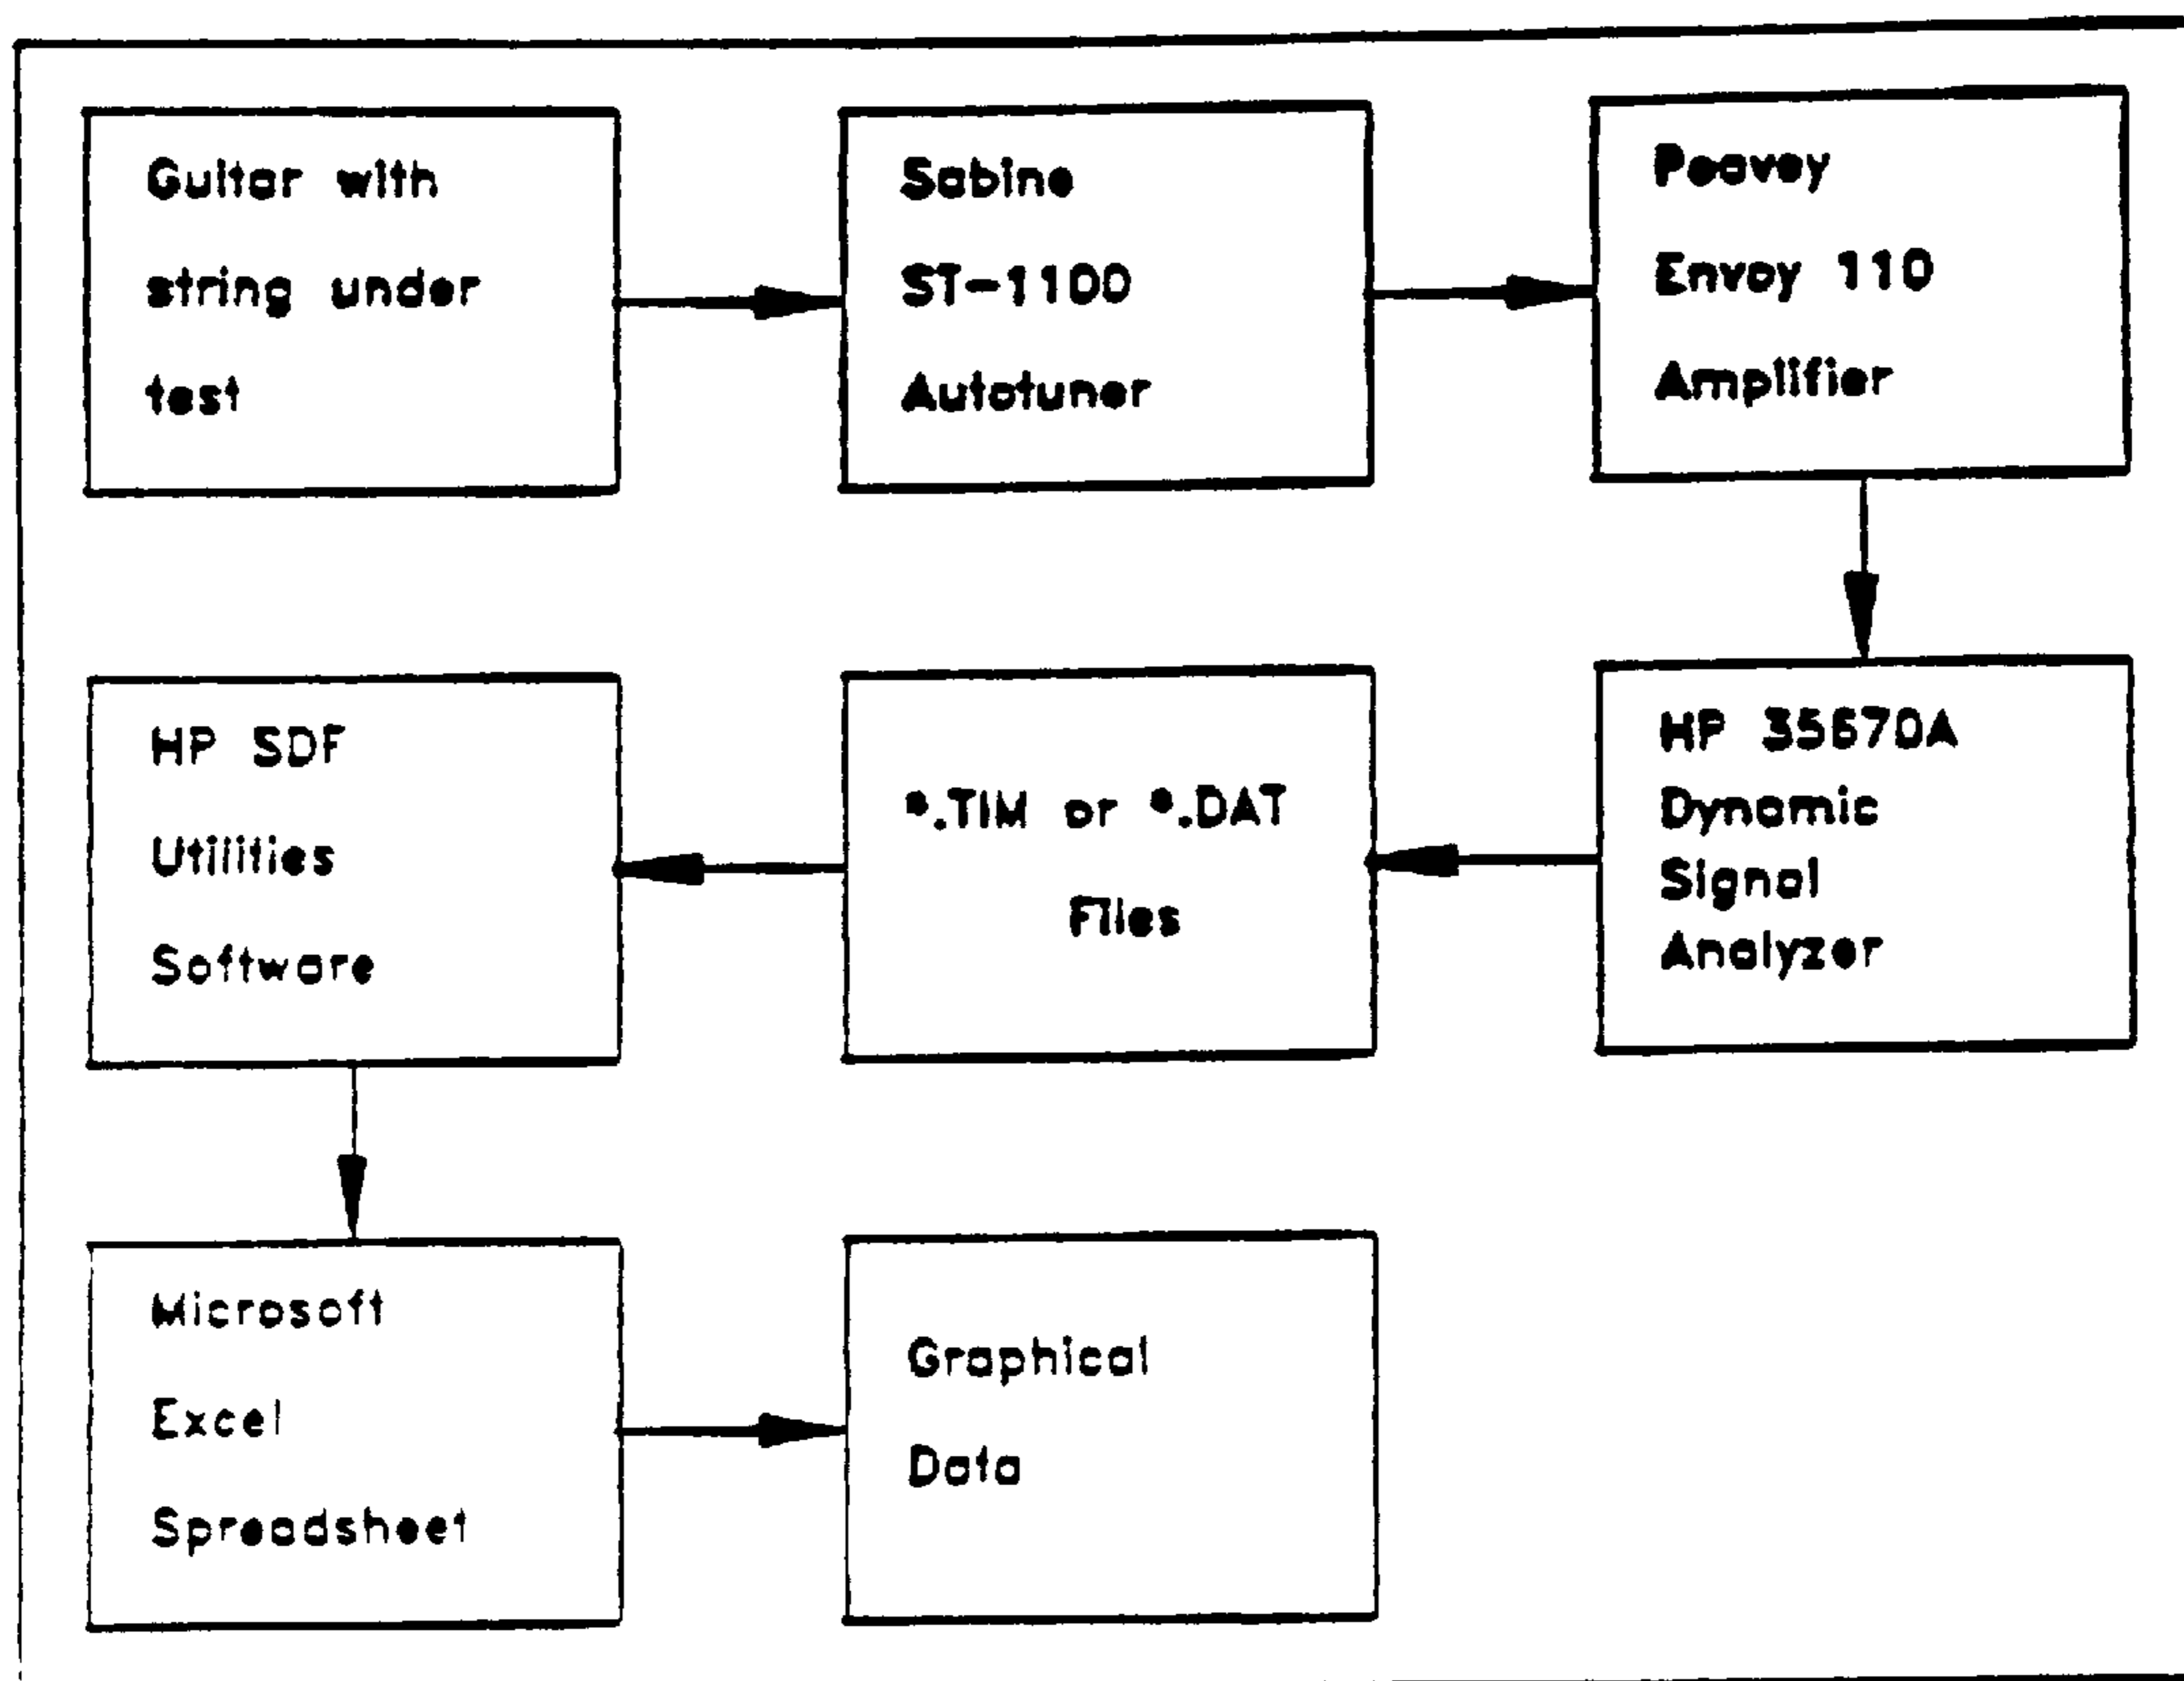 Guitar with
string under
test
Sabine
ST-1100
Autotuner
Peavey
Envoy 110
Amplifier
HP 35670A
Dynamic
Signal
Analyzer
*.TIM or *.DAT
Files
HP SDF
Utilities
Software
Microsoft
Excel
Spreadsheet
Graphical
Data